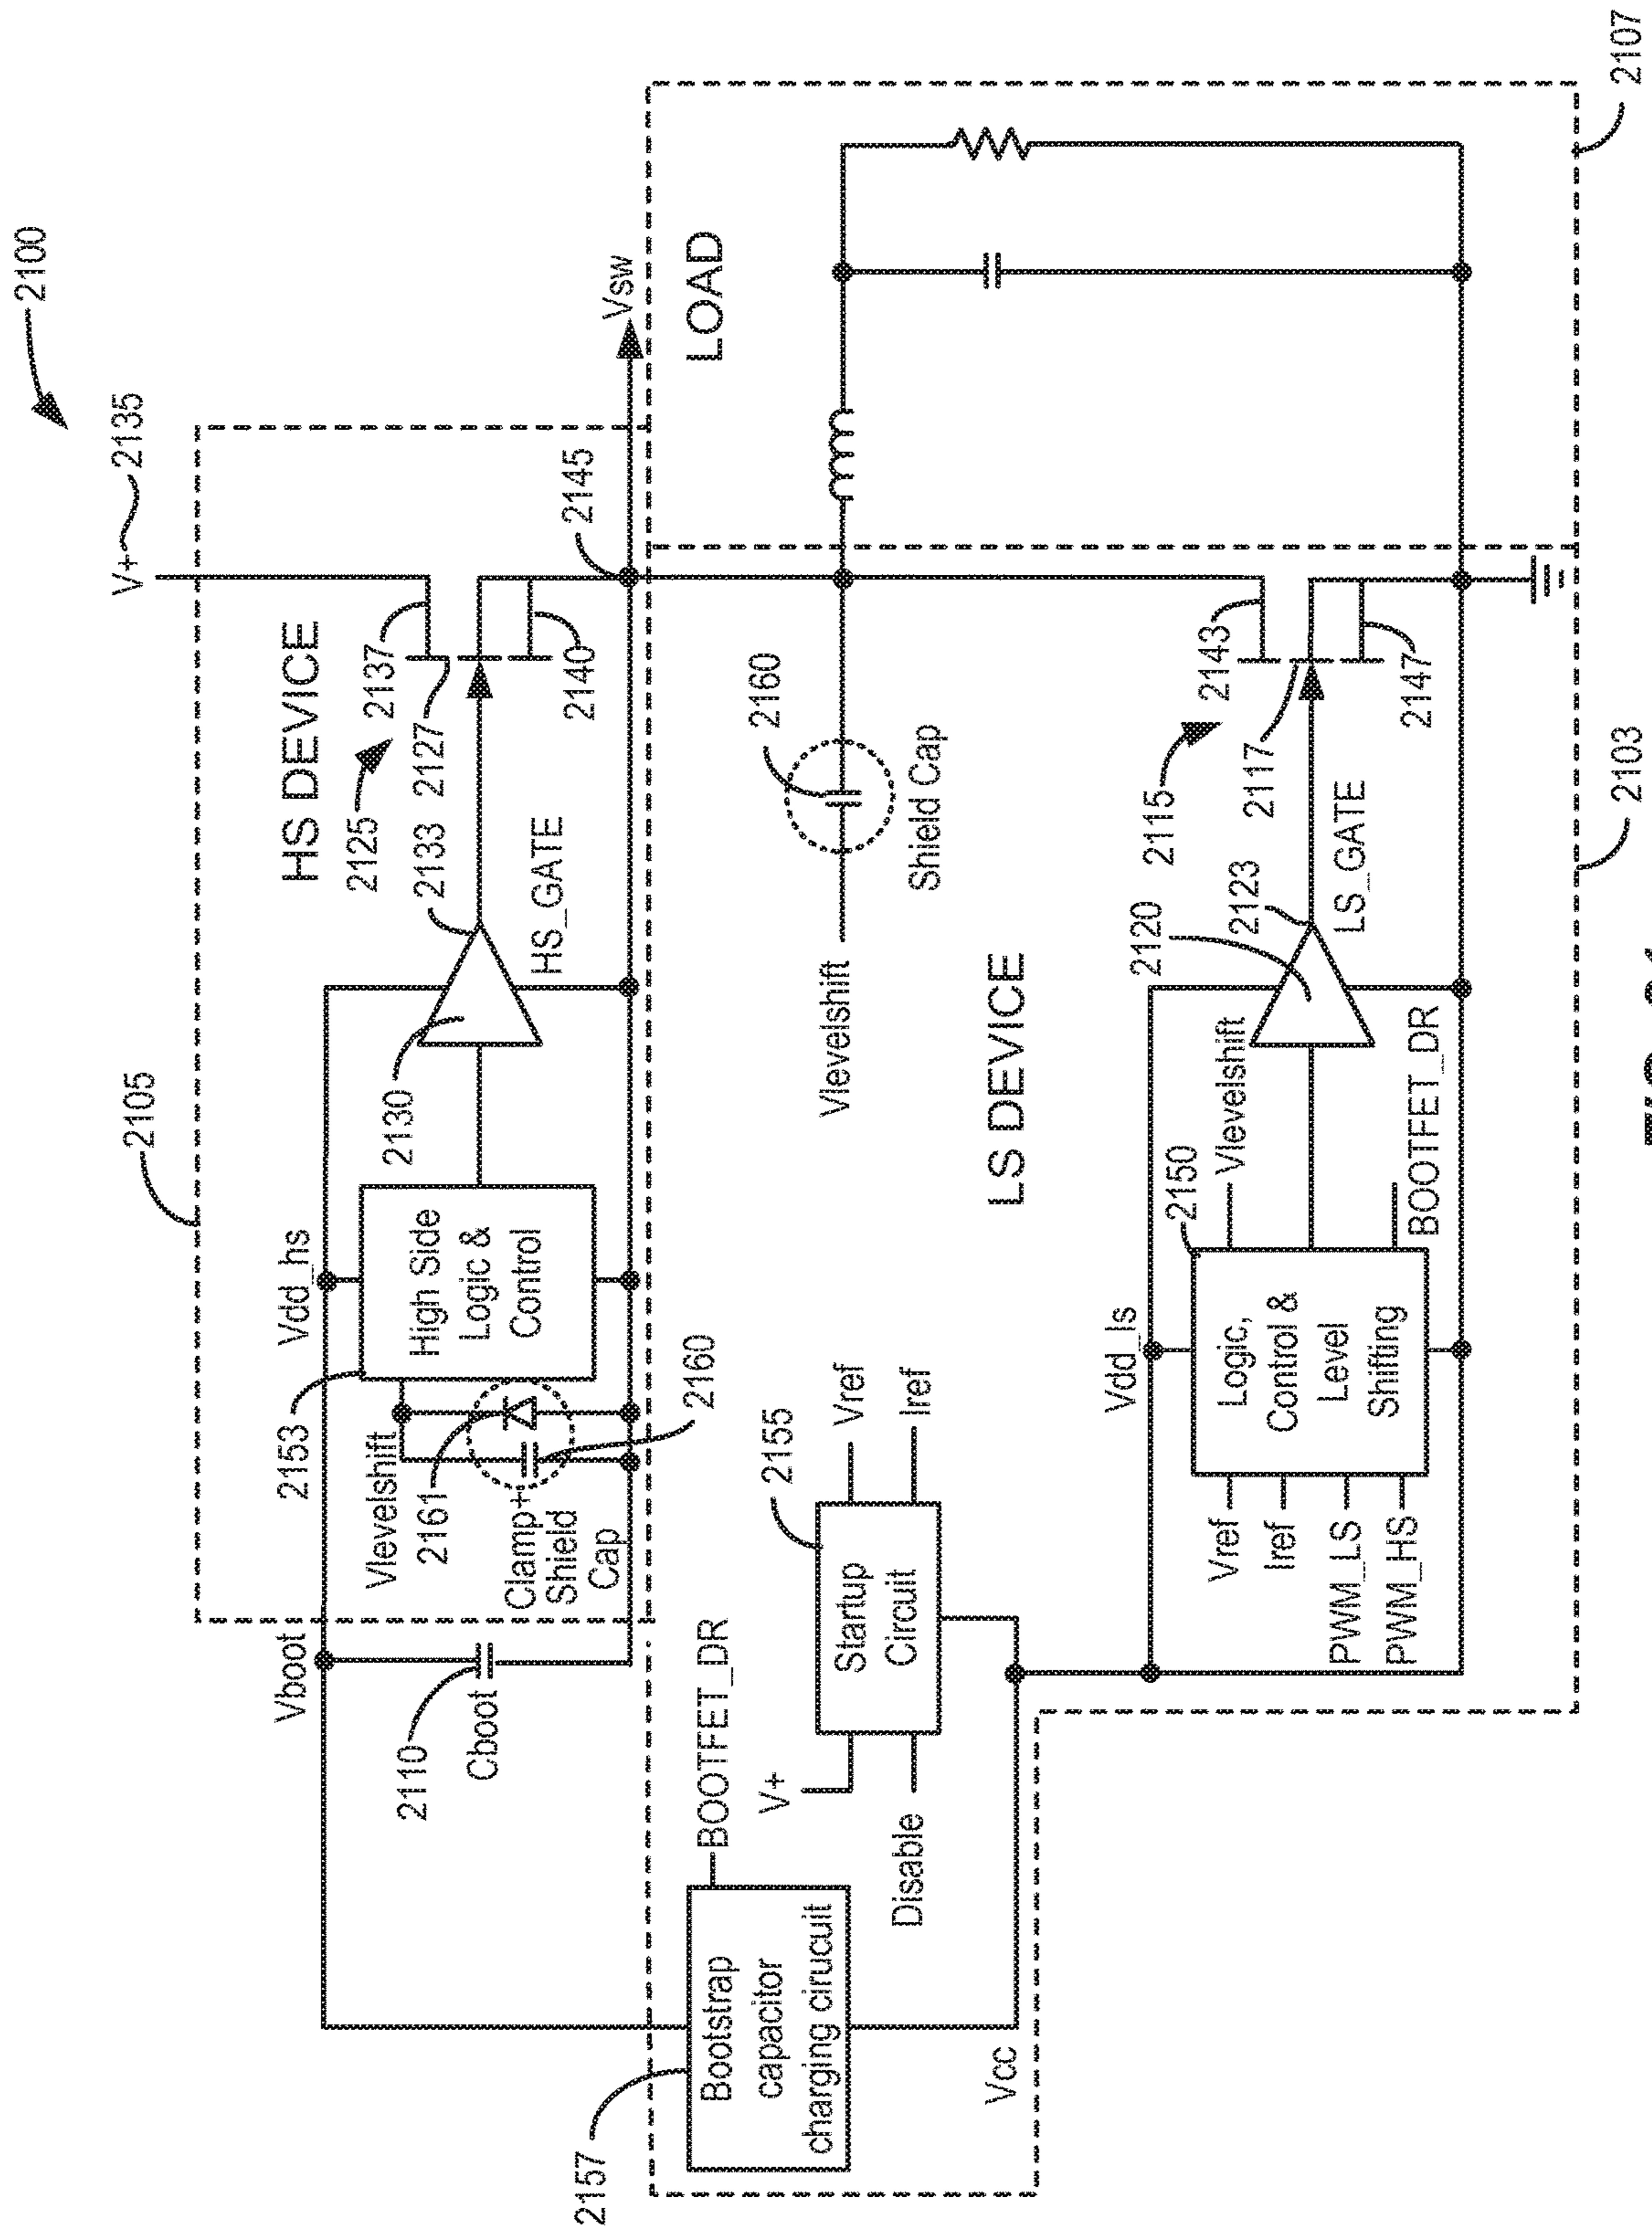 2100
V+
2135
2105
HS DEVICE
2137
2125
2127
2133
2130
HS_GATE
2140
2145
Vsw
Vdd_hs
High Side
Logic &
Control
2153
Vlevelshift
2161
Clamp+
Shield
Cap
2160
Vboot
2110
Cboot
LOAD
2107
2160
Vlevelshift
Shield Cap
BOOTFET_DR
2157
Bootstrap
capacitor
charging cirucuit
Vcc
V+
Disable
Startup
Circuit
2155
Vref
Iref
LS DEVICE
2143
2115
2117
2147
2120
2123
LS_GATE
Vdd_ls
2150
Vlevelshift
Logic,
Control &
Level
Shifting
BOOTFET_DR
Vref
Iref
PWM_LS
PWM_HS
2103